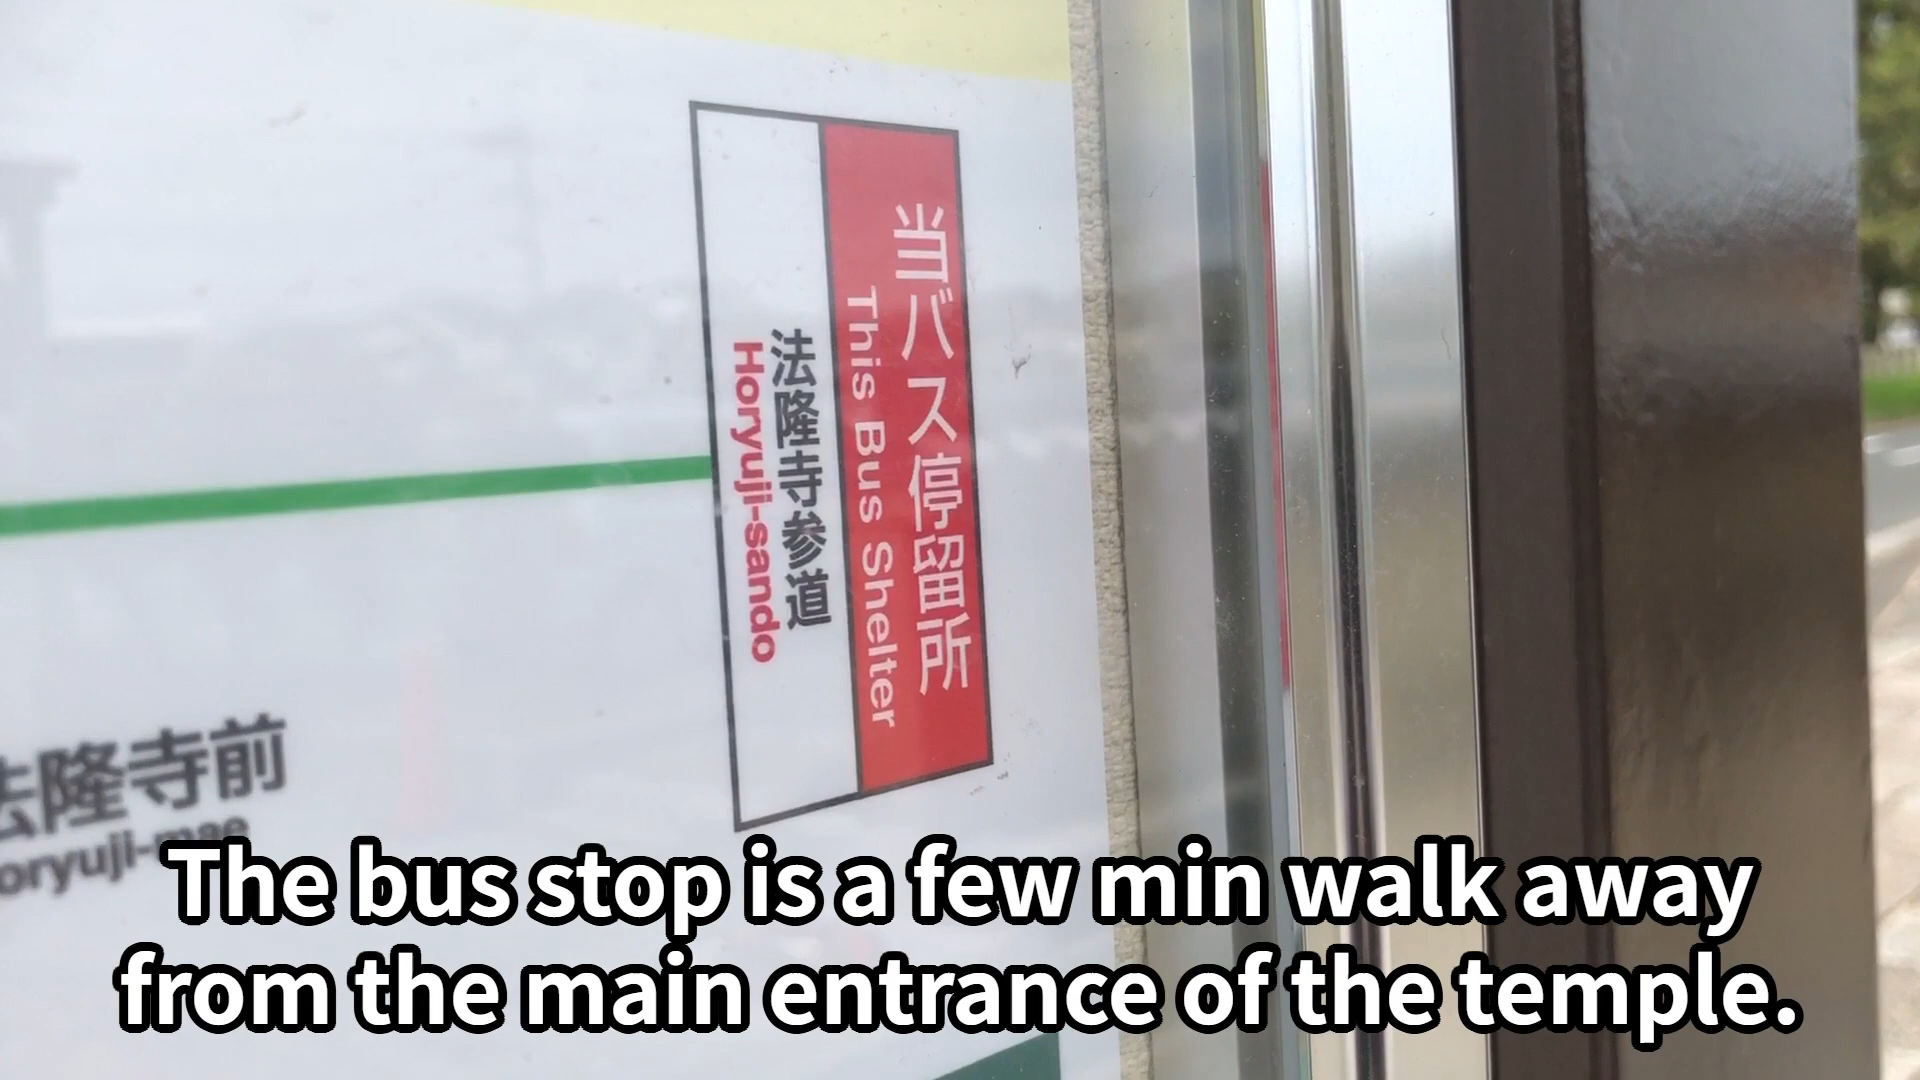 当バス停留所
This Bus Shelter
法隆寺参道
Horyuji-sando
法隆寺前
The bus stop is a few min walk away
from the main entrance of the temple.